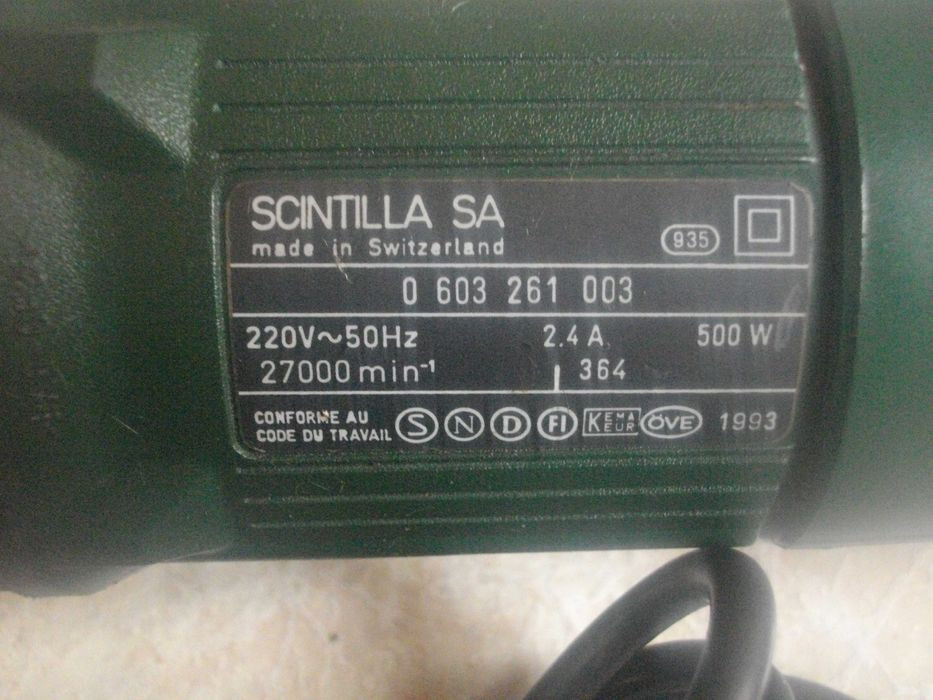 SCINTILLA SA
made in Switzerland
935
0 603 261 003
220V~50Hz 2.4 A 500 W
27000 min⁻¹ 364
CONFORME AU
CODE DU TRAVAIL
S N D FI KEMA EUR ÖVE 1993